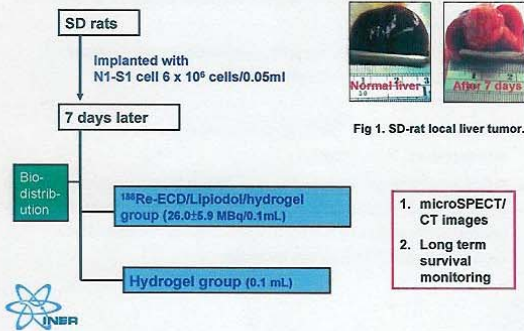 SD rats
Implanted with
N1-S1 cell 6 x 10⁶ cells/0.05ml
7 days later
Normal liver
After 7 days
Fig 1. SD-rat local liver tumor.
Bio-
distrib-
ution
¹⁸⁸Re-ECD/Lipiodol/hydrogel
group (26.0±5.9 MBq/0.1mL)
Hydrogel group (0.1 mL)
1. microSPECT/
CT images
2. Long term
survival
monitoring
INER